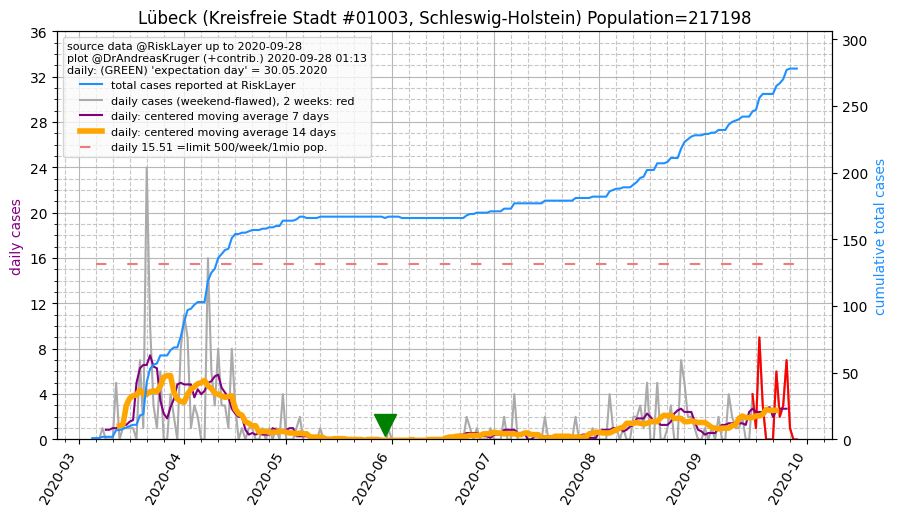 Lübeck (Kreisfreie Stadt #01003, Schleswig-Holstein) Population=217198
source data @RiskLayer up to 2020-09-28
plot @DrAndreasKruger (+contrib.) 2020-09-28 01:13
daily: (GREEN) 'expectation day' = 30.05.2020
total cases reported at RiskLayer
daily cases (weekend-flawed), 2 weeks: red
daily: centered moving average 7 days
daily: centered moving average 14 days
daily 15.51 =limit 500/week/1mio pop.
daily cases
36
32
28
24
20
16
12
8
4
0
300
250
200
150
100
50
0
cumulative total cases
2020-03
2020-04
2020-05
2020-06
2020-07
2020-08
2020-09
2020-10